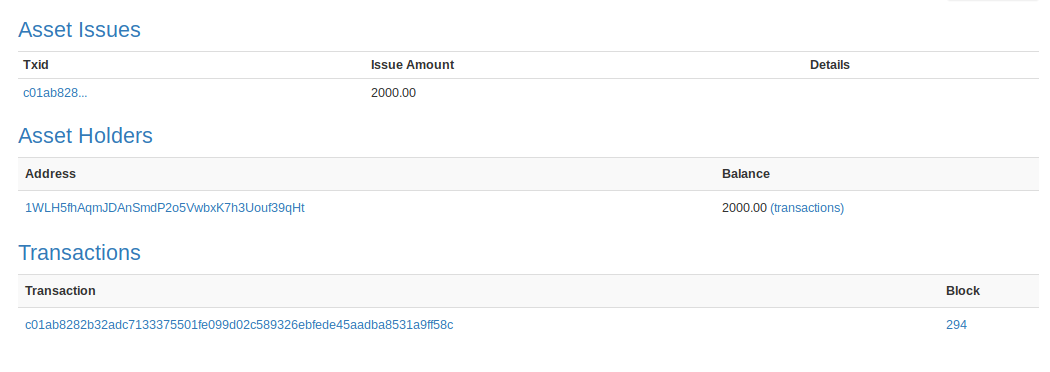 Asset Issues
Txid Issue Amount Details
c01ab828... 2000.00
Asset Holders
Address Balance
1WLH5fhAqmJDAnSmdP2o5VwbxK7h3Uouf39qHt 2000.00 (transactions)
Transactions
Transaction Block
c01ab8282b32adc7133375501fe099d02c589326ebfede45aadba8531a9ff58c 294